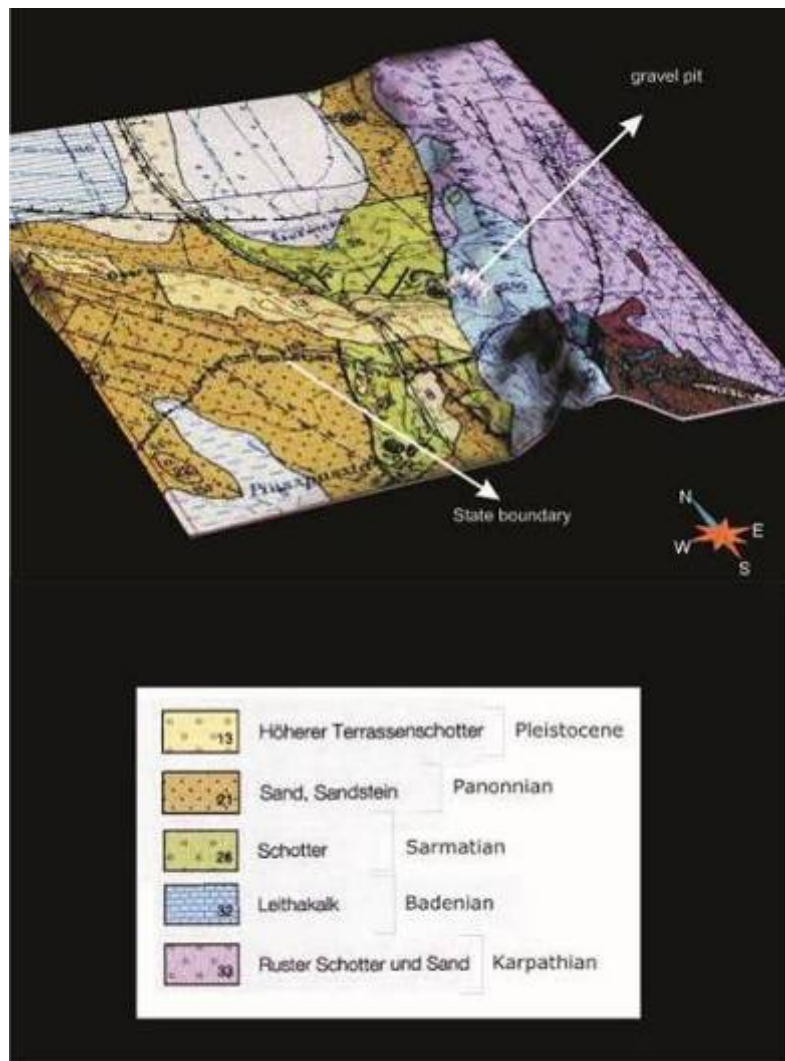 gravel pit
State boundary
N
W
E
S
13
Höherer Terrassenschotter
Pleistocene
21
Sand, Sandstein
Panonnian
26
Schotter
Sarmatian
32
Leithakalk
Badenian
33
Ruster Schotter und Sand
Karpathian